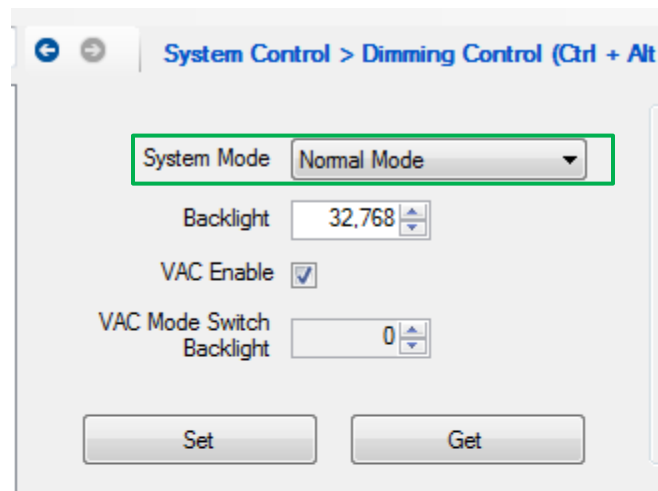 System Control > Dimming Control (Ctrl + Alt
System Mode Normal Mode
Backlight 32,768
VAC Enable
VAC Mode Switch
Backlight 0
Set Get